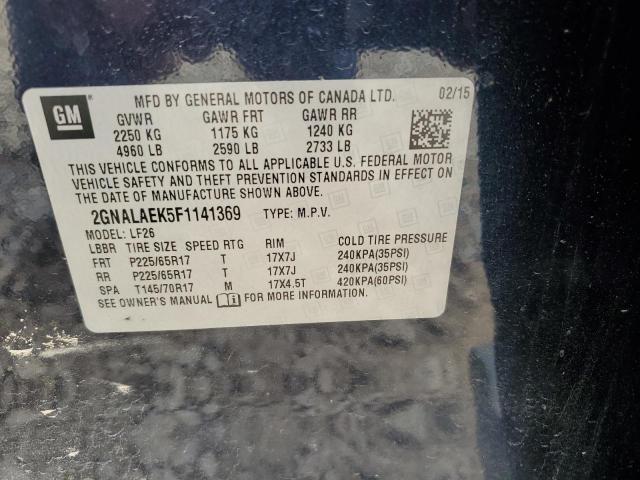 GM
MFD BY GENERAL MOTORS OF CANADA LTD. 02/15
GVWR GAWR FRT GAWR RR
2250 KG 1175 KG 1240 KG
4960 LB 2590 LB 2733 LB
THIS VEHICLE CONFORMS TO ALL APPLICABLE U.S. FEDERAL MOTOR
VEHICLE SAFETY AND THEFT PREVENTION STANDARDS IN EFFECT ON
THE DATE OF MANUFACTURE SHOWN ABOVE.
2GNALAEK5F1141369 TYPE: M.P.V.
MODEL: LF26
LBBR TIRE SIZE SPEED RTG RIM COLD TIRE PRESSURE
FRT P225/65R17 T 17X7J 240KPA(35PSI)
RR P225/65R17 T 17X7J 240KPA(35PSI)
SPA T145/70R17 M 17X4.5T 420KPA(60PSI)
SEE OWNER'S MANUAL FOR MORE INFORMATION.